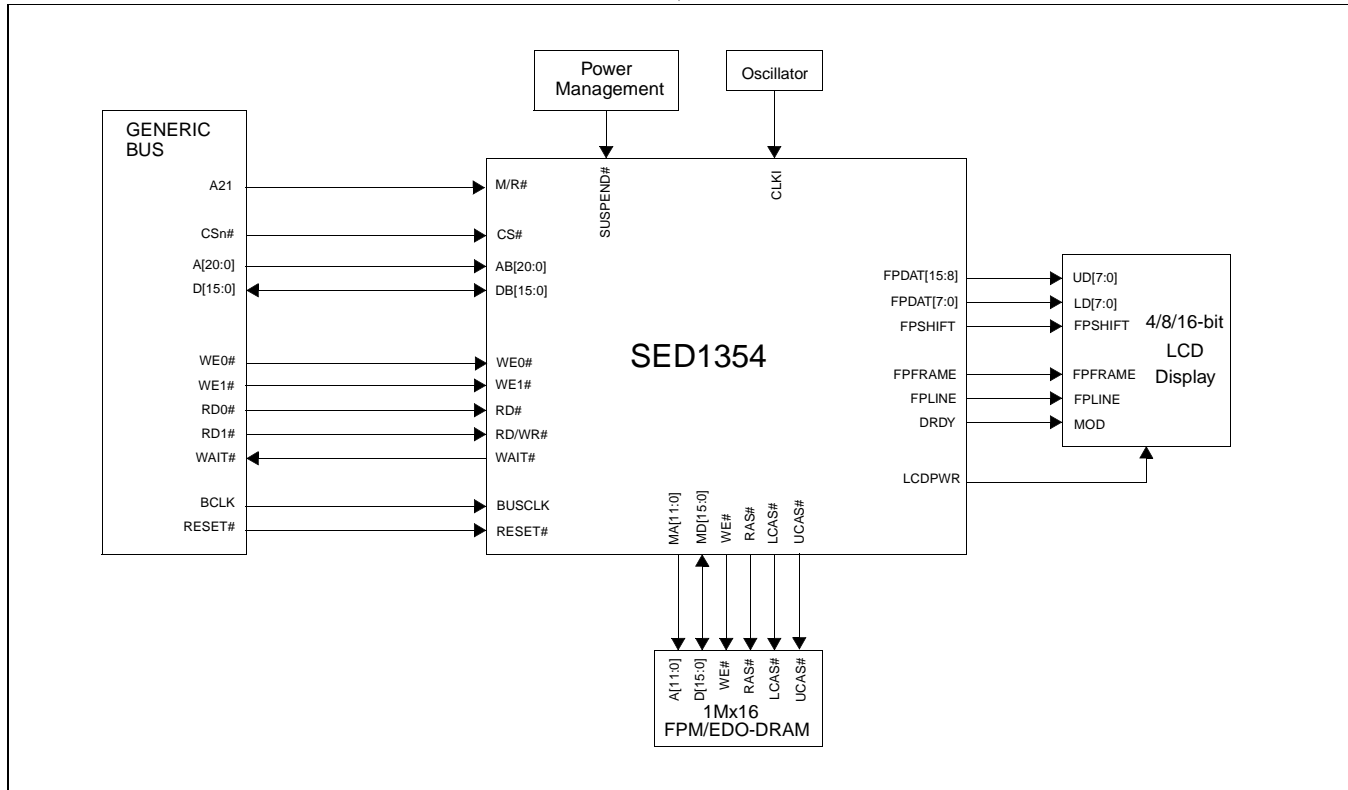 Power
Management
Oscillator
GENERIC
BUS
A21
CSn#
A[20:0]
D[15:0]
WE0#
WE1#
RD0#
RD1#
WAIT#
BCLK
RESET#
M/R#
CS#
AB[20:0]
DB[15:0]
WE0#
WE1#
RD#
RD/WR#
WAIT#
BUSCLK
RESET#
SUSPEND#
CLKI
SED1354
FPDAT[15:8]
FPDAT[7:0]
FPSHIFT
FPFRAME
FPLINE
DRDY
LCDPWR
UD[7:0]
LD[7:0]
FPSHIFT
FPFRAME
FPLINE
MOD
4/8/16-bit
LCD
Display
MA[11:0]
MD[15:0]
WE#
RAS#
LCAS#
UCAS#
A[11:0]
D[15:0]
WE#
RAS#
LCAS#
UCAS#
1Mx16
FPM/EDO-DRAM